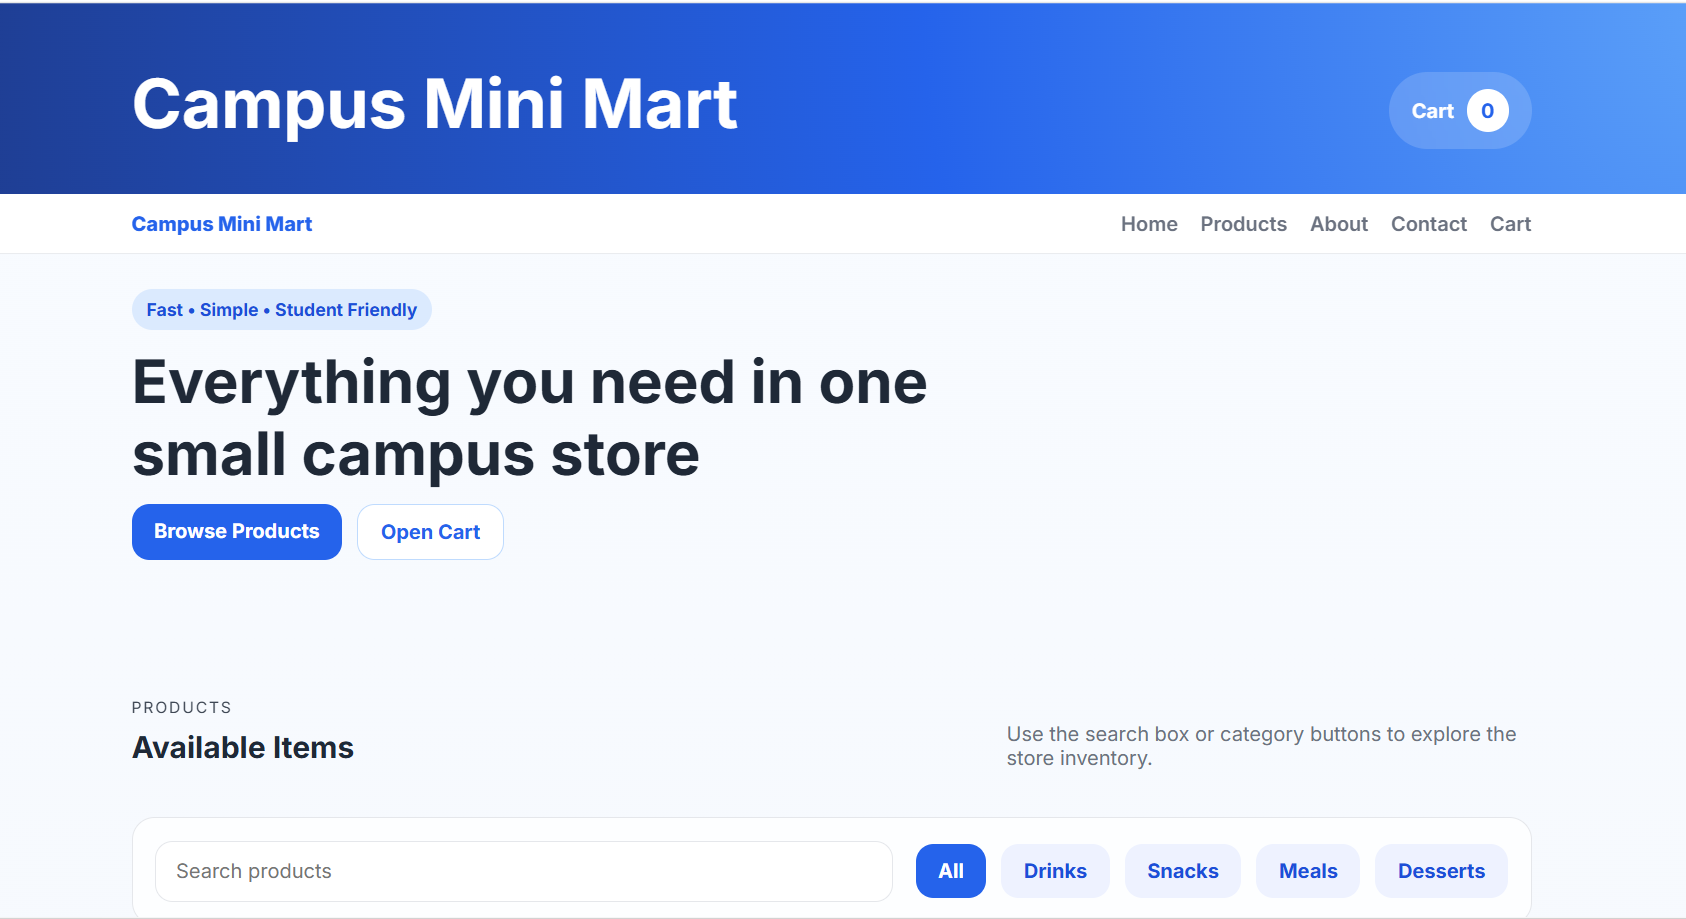 Campus Mini Mart
Cart 0
Campus Mini Mart
Home Products About Contact Cart
Fast • Simple • Student Friendly
Everything you need in one
small campus store
Browse Products
Open Cart
PRODUCTS
Available Items
Use the search box or category buttons to explore the
store inventory.
Search products
All Drinks Snacks Meals Desserts